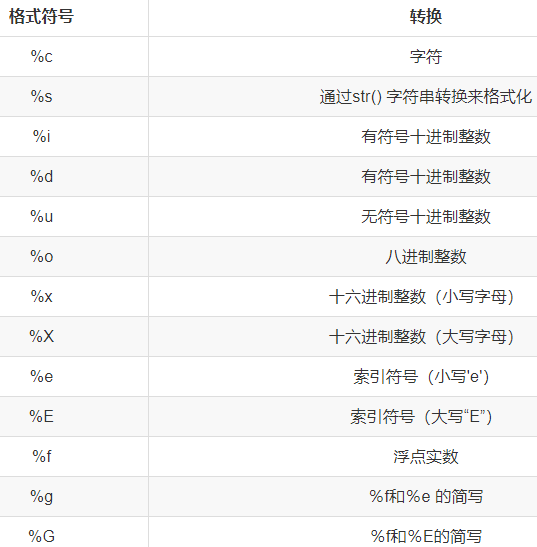 格式符号 转换
%c 字符
%s 通过str() 字符串转换来格式化
%i 有符号十进制整数
%d 有符号十进制整数
%u 无符号十进制整数
%o 八进制整数
%x 十六进制整数（小写字母）
%X 十六进制整数（大写字母）
%e 索引符号（小写'e'）
%E 索引符号（大写“E”）
%f 浮点实数
%g %f和%e 的简写
%G %f和%E的简写